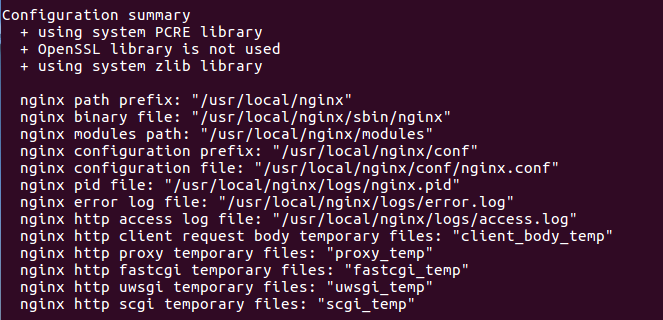 Configuration summary
+ using system PCRE library
+ OpenSSL library is not used
+ using system zlib library
nginx path prefix: "/usr/local/nginx"
nginx binary file: "/usr/local/nginx/sbin/nginx"
nginx modules path: "/usr/local/nginx/modules"
nginx configuration prefix: "/usr/local/nginx/conf"
nginx configuration file: "/usr/local/nginx/conf/nginx.conf"
nginx pid file: "/usr/local/nginx/logs/nginx.pid"
nginx error log file: "/usr/local/nginx/logs/error.log"
nginx http access log file: "/usr/local/nginx/logs/access.log"
nginx http client request body temporary files: "client_body_temp"
nginx http proxy temporary files: "proxy_temp"
nginx http fastcgi temporary files: "fastcgi_temp"
nginx http uwsgi temporary files: "uwsgi_temp"
nginx http scgi temporary files: "scgi_temp"